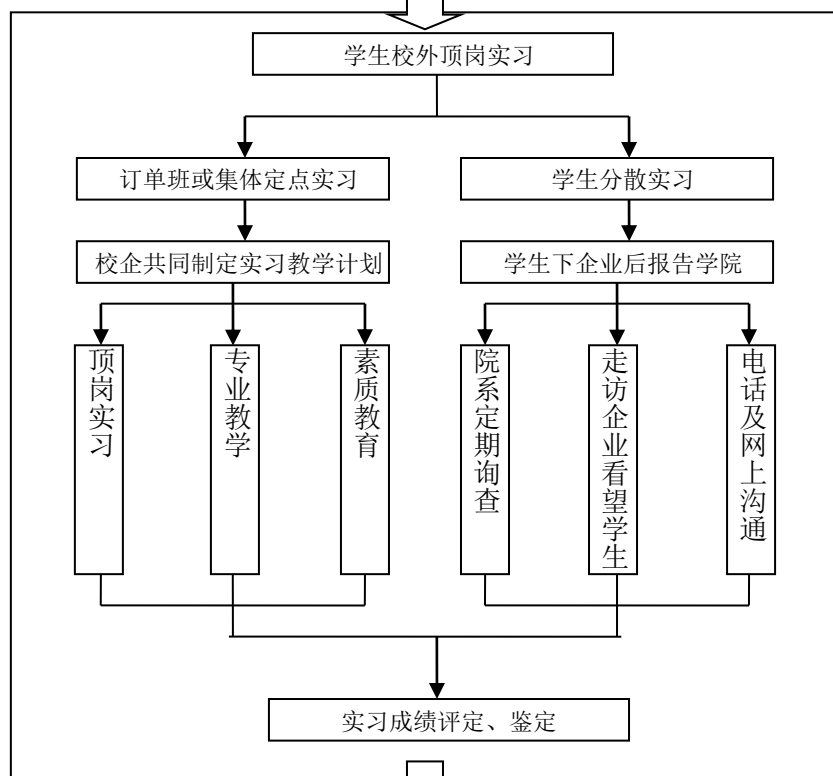 学生校外顶岗实习
订单班或集体定点实习
学生分散实习
校企共同制定实习教学计划
学生下企业后报告学院
顶岗实习
专业教学
素质教育
院系定期询查
走访企业看望学生
电话及网上沟通
实习成绩评定、鉴定